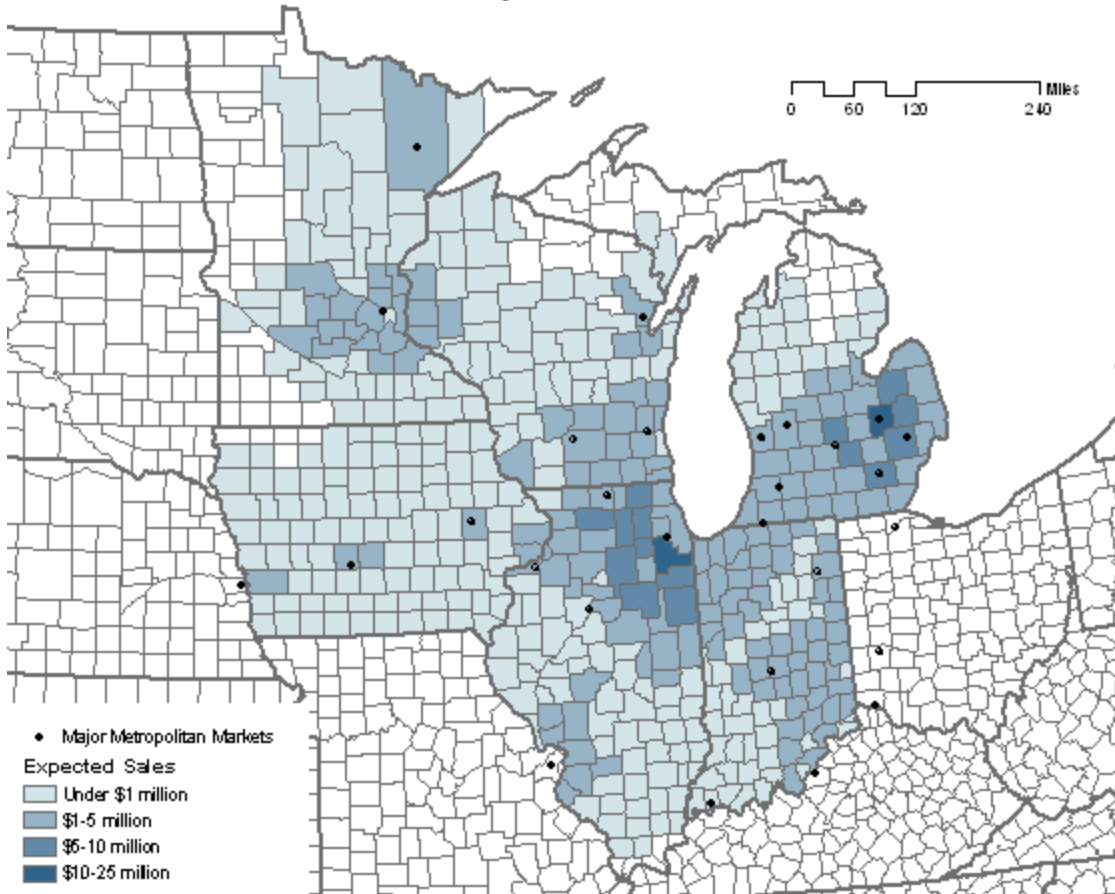 Miles
0 60 120 240
Major Metropolitan Markets
Expected Sales
Under $1 million
$1-5 million
$5-10 million
$10-25 million